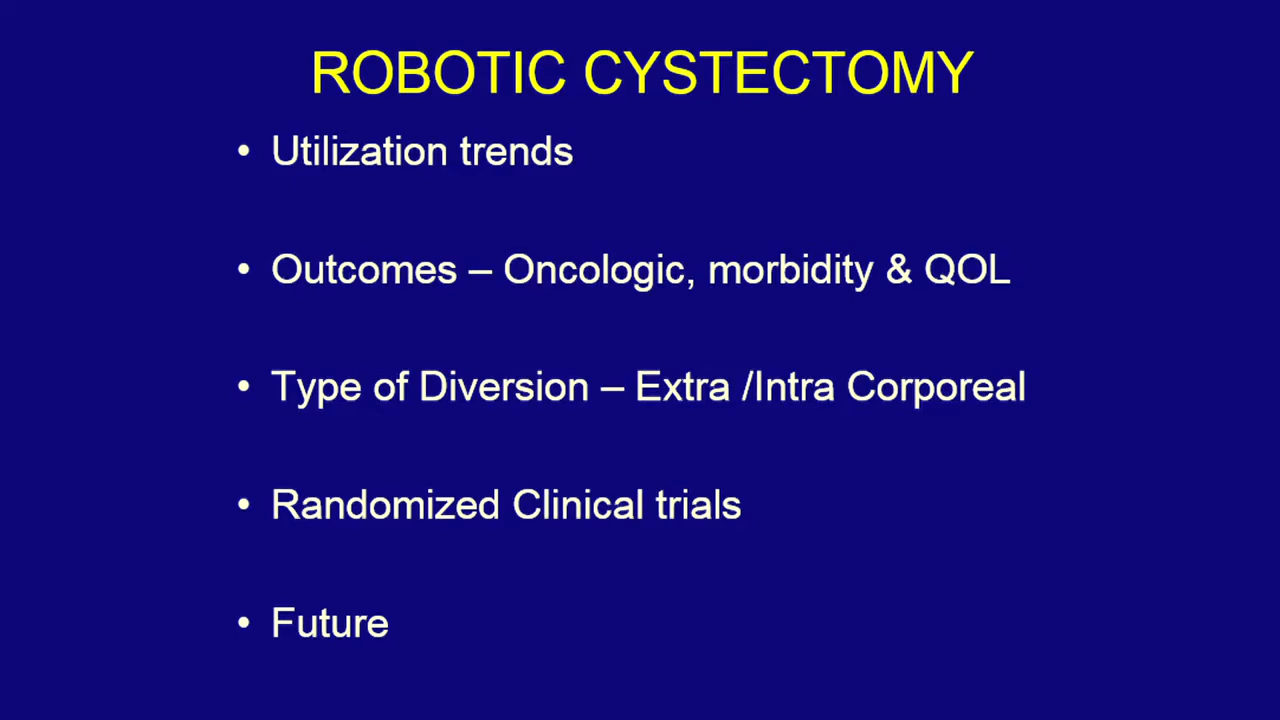 ROBOTIC CYSTECTOMY
• Utilization trends
• Outcomes – Oncologic, morbidity & QOL
• Type of Diversion – Extra /Intra Corporeal
• Randomized Clinical trials
• Future